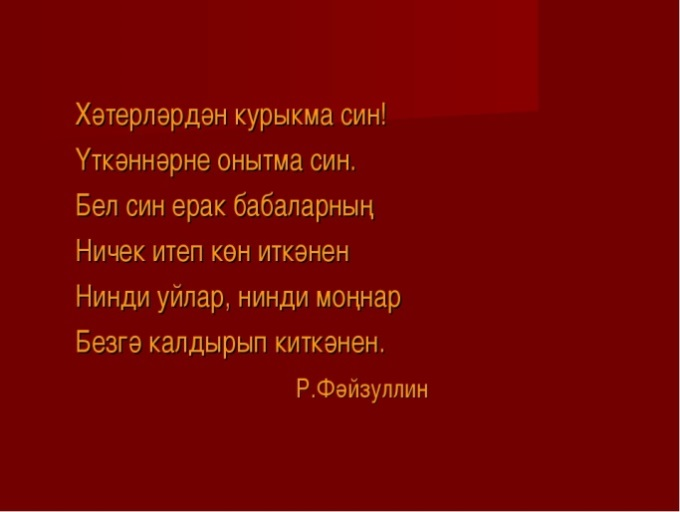 Хәтерләрдән курыкма син!
Үткәннәрне онытма син.
Бел син ерак бабаларның
Ничек итеп көн иткәнен
Нинди уйлар, нинди моңнар
Безгә калдырып киткәнен.
Р.Фәйзуллин